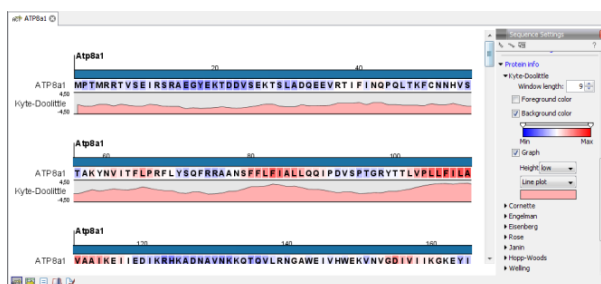 ATP8a1
Atp8a1
20
40
ATP8a1 MPTMRRTVSEIRSRAEGYEKTDDVSEKTSLADQEEVRTIFINQPQLTKFCNNHVS
4,50
Kyte-Doolittle
-4,50
Atp8a1
60
80
100
ATP8a1 TAKYNVITFLPRFLYSQFRRAANSFFLFIALLQQIPDVSPTGRYTTLVPLLFILA
4,50
Kyte-Doolittle
-4,50
Atp8a1
120
140
160
ATP8a1 VAAIKEIIEDIKRHKADNAVNKKQTQVLRNGAWEIVHWEKVNVGDIVIIKGKEYI
Sequence Settings
?
Protein info
Kyte-Doolittle
Window length: 9
Foreground color
Background color
Min Max
Graph
Height low
Line plot
Cornette
Engelman
Eisenberg
Rose
Janin
Hopp-Woods
Welling